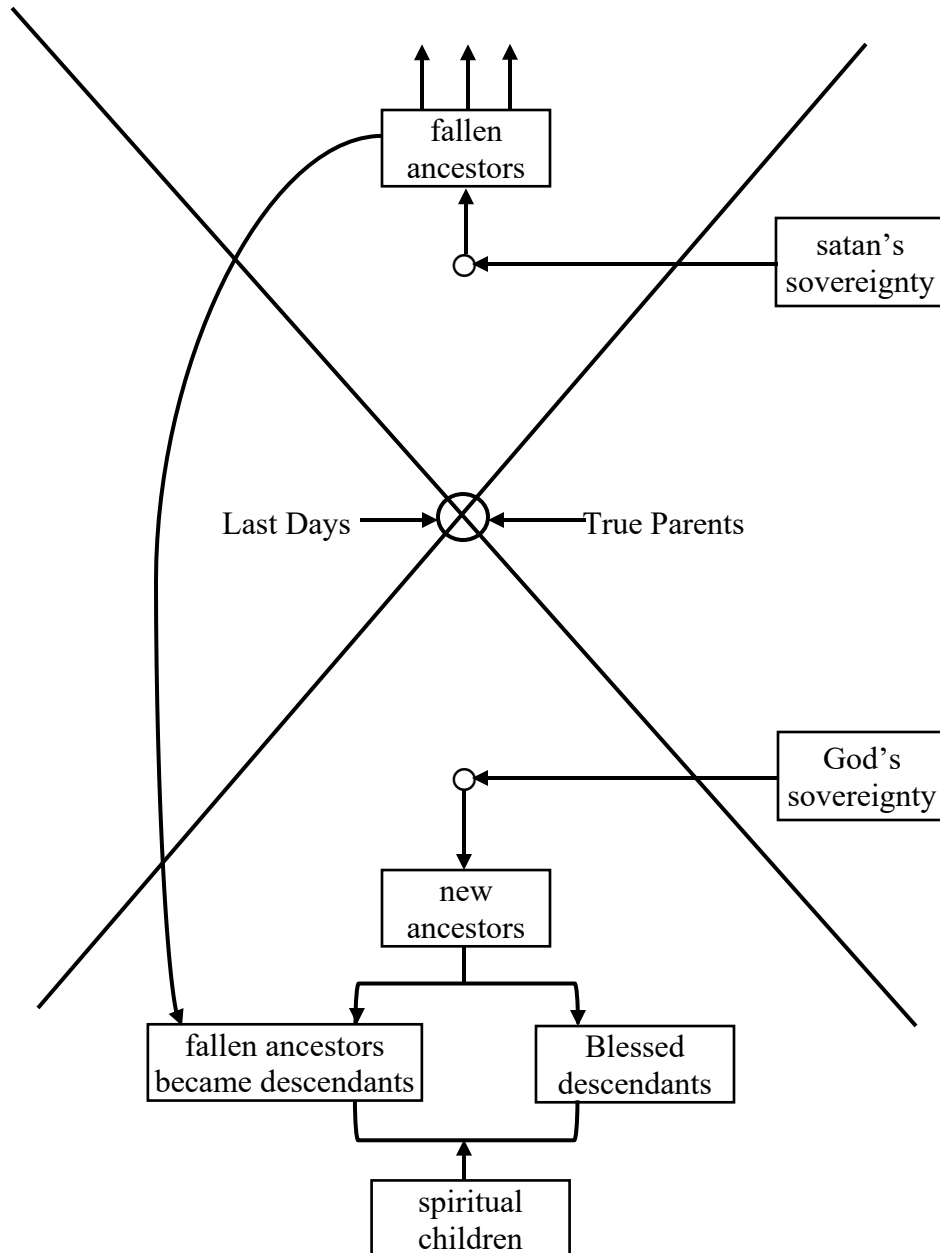 fallen
ancestors
satan’s
sovereignty
Last Days
True Parents
God’s
sovereignty
new
ancestors
fallen ancestors
became descendants
Blessed
descendants
spiritual
children